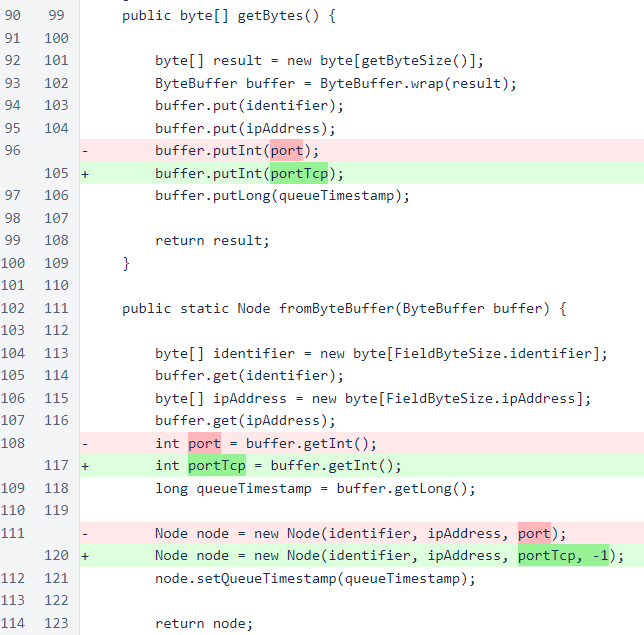 90 99 public byte[] getBytes() {
91 100
92 101 byte[] result = new byte[getByteSize()];
93 102 ByteBuffer buffer = ByteBuffer.wrap(result);
94 103 buffer.put(identifier);
95 104 buffer.put(ipAddress);
96 - buffer.putInt(port);
105 + buffer.putInt(portTcp);
97 106 buffer.putLong(queueTimestamp);
98 107
99 108 return result;
100 109 }
101 110
102 111 public static Node fromByteBuffer(ByteBuffer buffer) {
103 112
104 113 byte[] identifier = new byte[FieldByteSize.identifier];
105 114 buffer.get(identifier);
106 115 byte[] ipAddress = new byte[FieldByteSize.ipAddress];
107 116 buffer.get(ipAddress);
108 - int port = buffer.getInt();
117 + int portTcp = buffer.getInt();
109 118 long queueTimestamp = buffer.getLong();
110 119
111 - Node node = new Node(identifier, ipAddress, port);
120 + Node node = new Node(identifier, ipAddress, portTcp, -1);
112 121 node.setQueueTimestamp(queueTimestamp);
113 122
114 123 return node;